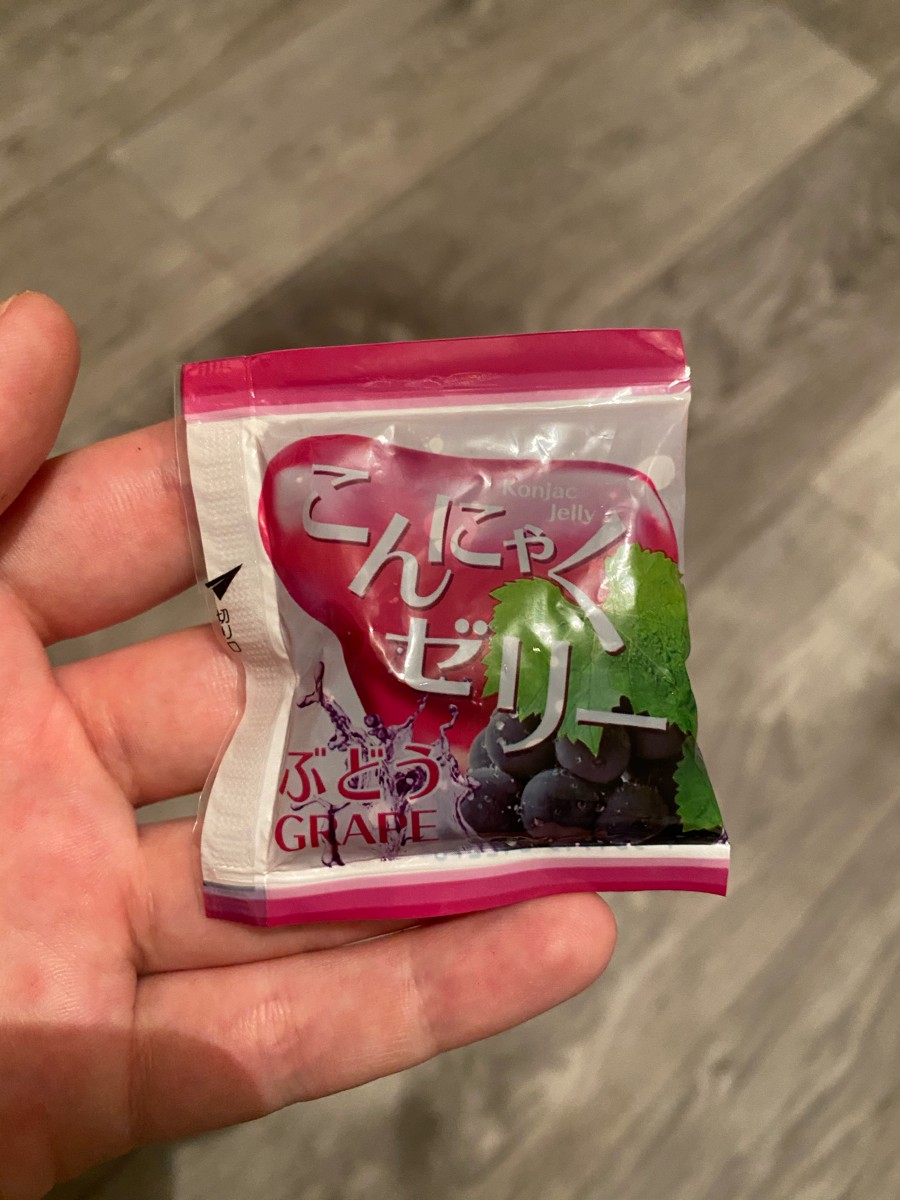 Konjac
Jelly
こんにゃく
ゼリー
切り口
ぶどう
GRAPE